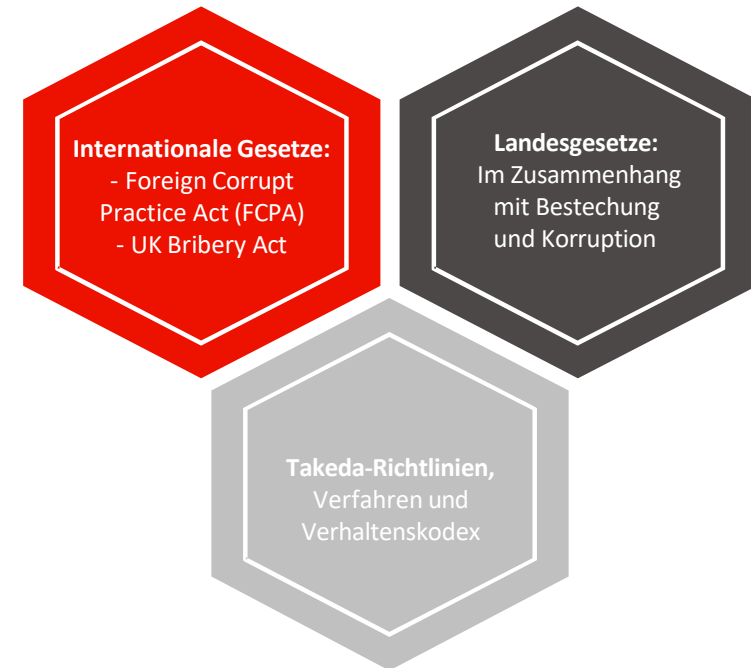 Internationale Gesetze:
- Foreign Corrupt
Practice Act (FCPA)
- UK Bribery Act
Landesgesetze:
Im Zusammenhang
mit Bestechung
und Korruption
Takeda-Richtlinien,
Verfahren und
Verhaltenskodex